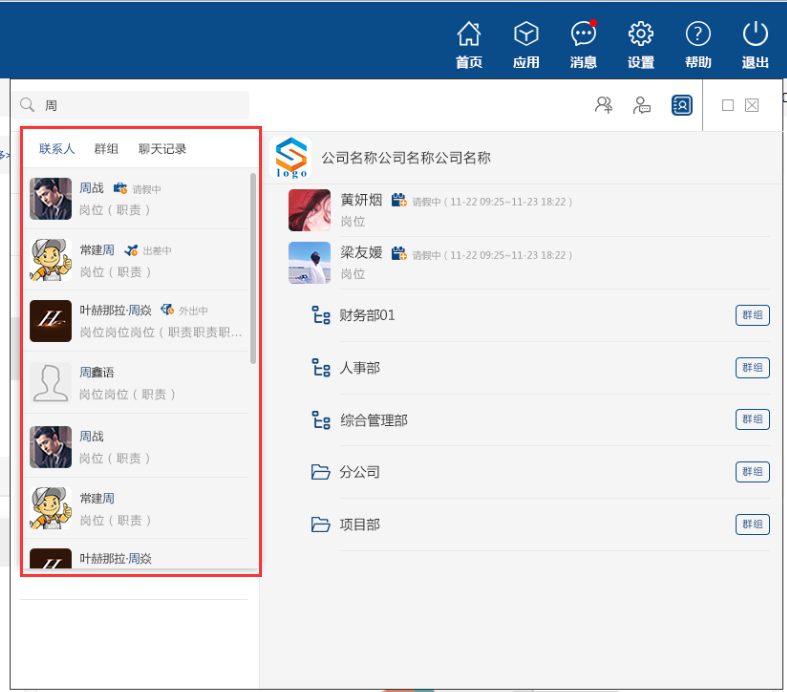 首页 应用 消息 设置 帮助 退出
周
联系人 群组 聊天记录
周战 请假中
岗位（职责）
常建周 出差中
岗位（职责）
叶赫那拉·周焱 外出中
岗位岗位岗位（职责职责职...
周鑫语
岗位岗位（职责）
周战
岗位（职责）
常建周
岗位（职责）
叶赫那拉·周焱
logo
公司名称公司名称公司名称
黄妍烟 请假中（11-22 09:25~11-23 18:22）
岗位
梁友媛 请假中（11-22 09:25~11-23 18:22）
岗位
财务部01 群组
人事部 群组
综合管理部 群组
分公司 群组
项目部 群组